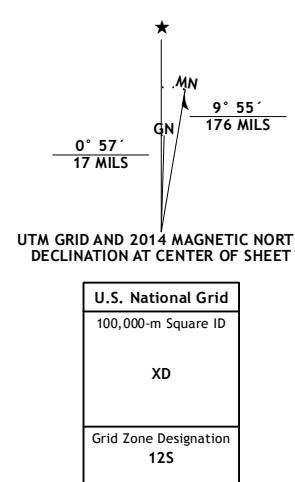 ★
MN
GN
9° 55´
176 MILS
0° 57´
17 MILS
UTM GRID AND 2014 MAGNETIC NORT
DECLINATION AT CENTER OF SHEET
U.S. National Grid
100,000-m Square ID
XD
Grid Zone Designation
12S